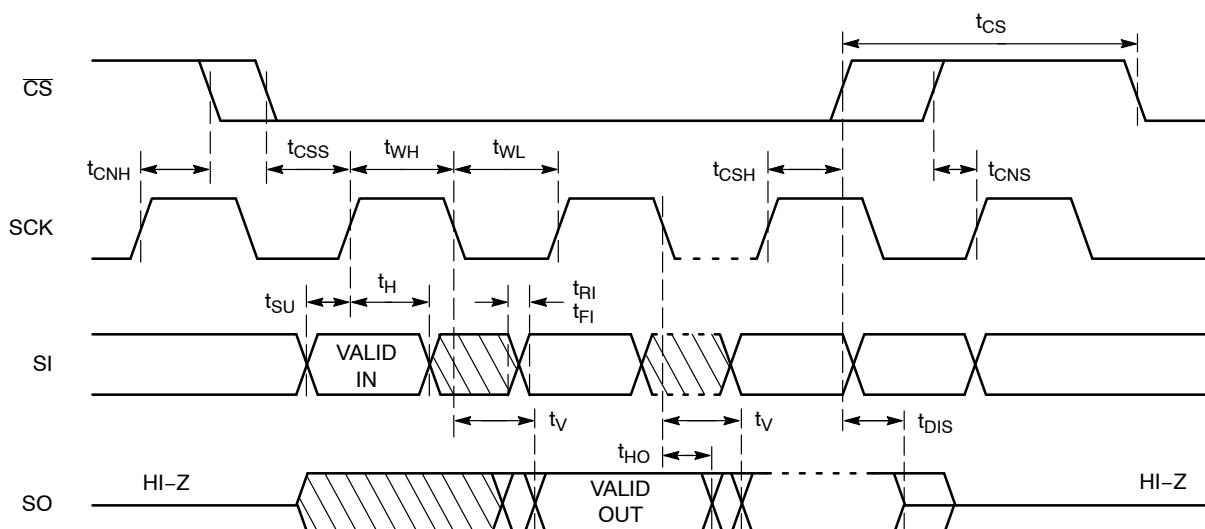 tCS
CS
tCNH
tCSS
tWH
tWL
tCSH
tCNS
SCK
tSU
tH
tRI
tFI
SI
VALID
IN
tV
tV
tDIS
tHO
HI–Z
VALID
OUT
HI–Z
SO